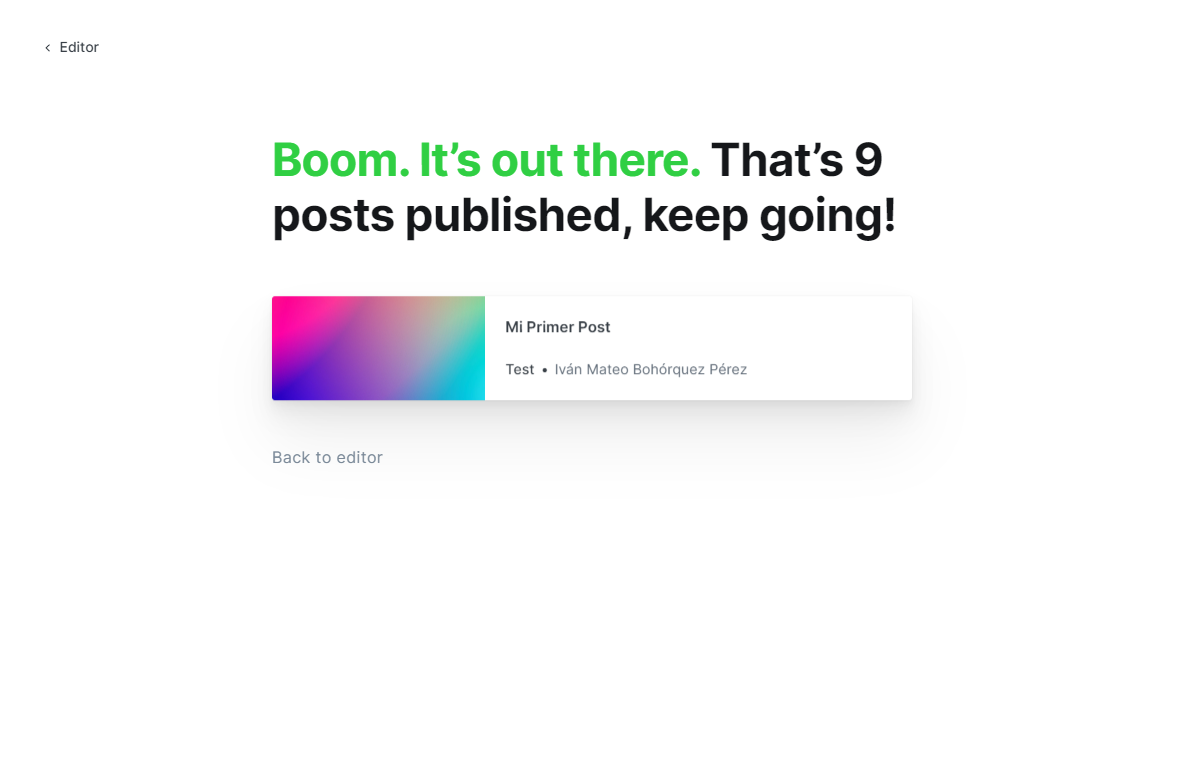 Editor
Boom. It’s out there. That’s 9
posts published, keep going!
Mi Primer Post
Test • Iván Mateo Bohórquez Pérez
Back to editor